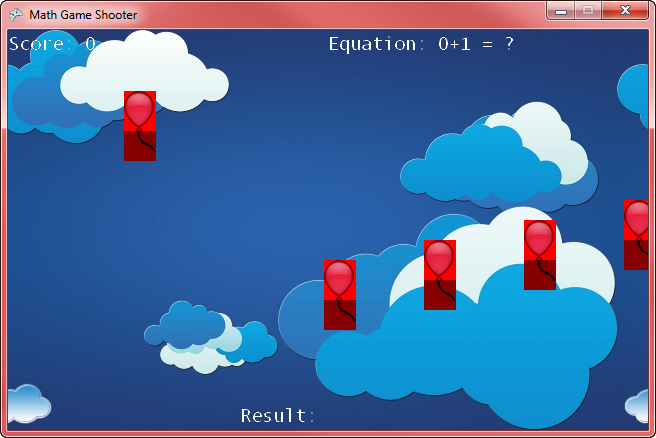 Math Game Shooter
Score: 0
Equation: 0+1 = ?
Result: